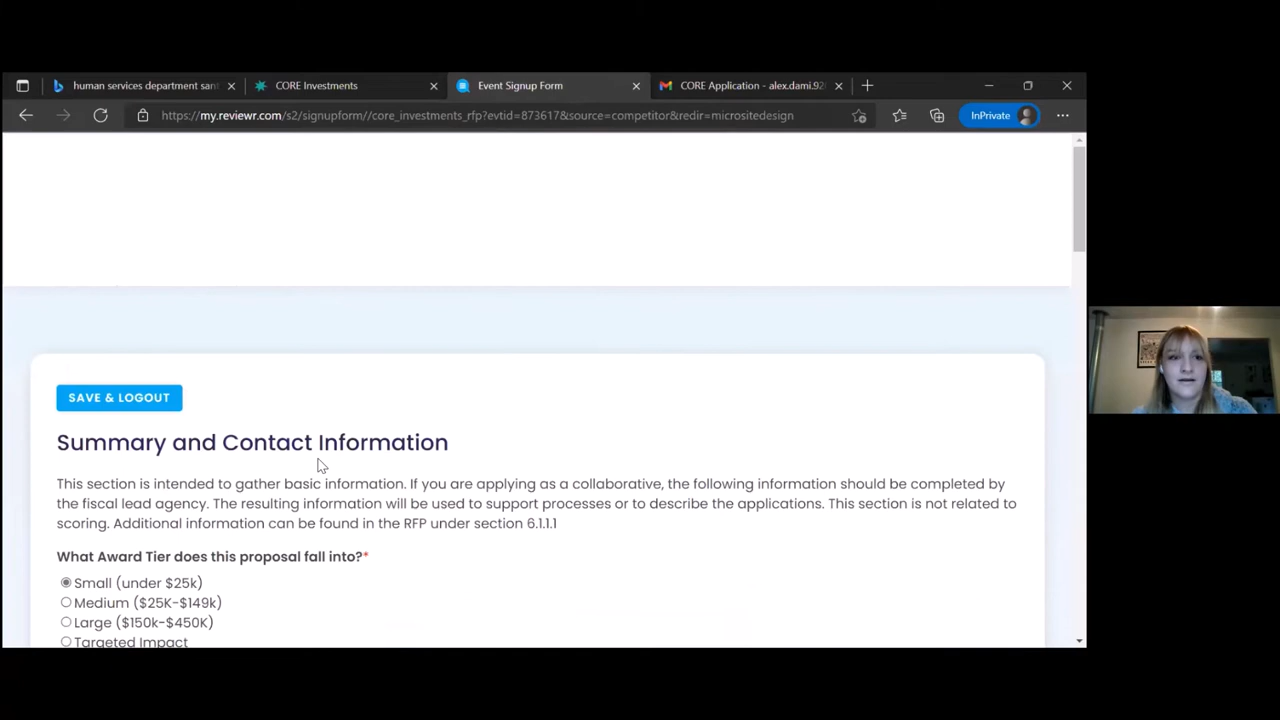 human services department sant
CORE Investments
Event Signup Form
CORE Application - alex.dami.92
https://my.reviewr.com/s2/signupform//core_investments_rfp?evtid=873617&source=competitor&redir=micrositedesign
InPrivate
SAVE & LOGOUT
Summary and Contact Information
This section is intended to gather basic information. If you are applying as a collaborative, the following information should be completed by
the fiscal lead agency. The resulting information will be used to support processes or to describe the applications. This section is not related to
scoring. Additional information can be found in the RFP under section 6.1.1.1
What Award Tier does this proposal fall into?*
Small (under $25k)
Medium ($25K-$149k)
Large ($150k-$450K)
Targeted Impact